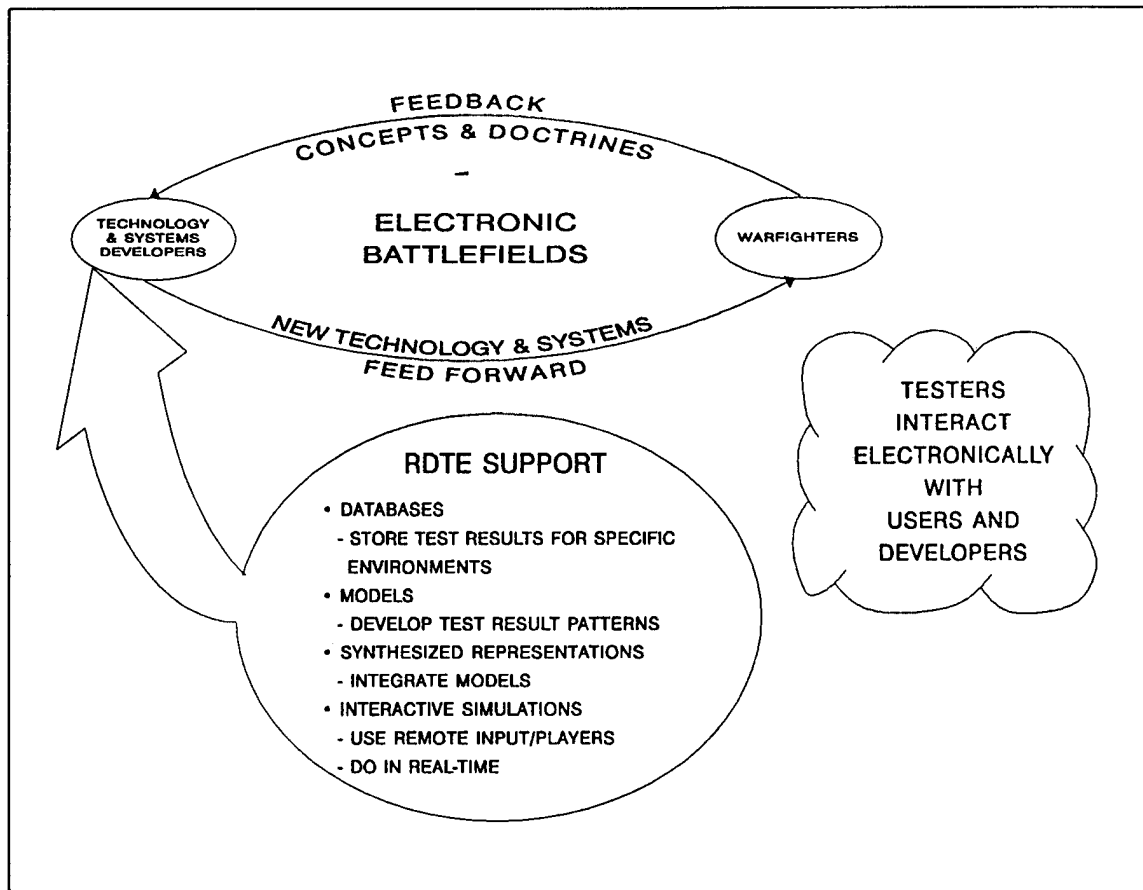 FEEDBACK
CONCEPTS & DOCTRINES
TECHNOLOGY
& SYSTEMS
DEVELOPERS
ELECTRONIC
BATTLEFIELDS
WARFIGHTERS
NEW TECHNOLOGY & SYSTEMS
FEED FORWARD
TESTERS
INTERACT
ELECTRONICALLY
WITH
USERS AND
DEVELOPERS
RDTE SUPPORT
• DATABASES
- STORE TEST RESULTS FOR SPECIFIC
ENVIRONMENTS
• MODELS
- DEVELOP TEST RESULT PATTERNS
• SYNTHESIZED REPRESENTATIONS
- INTEGRATE MODELS
• INTERACTIVE SIMULATIONS
- USE REMOTE INPUT/PLAYERS
- DO IN REAL-TIME